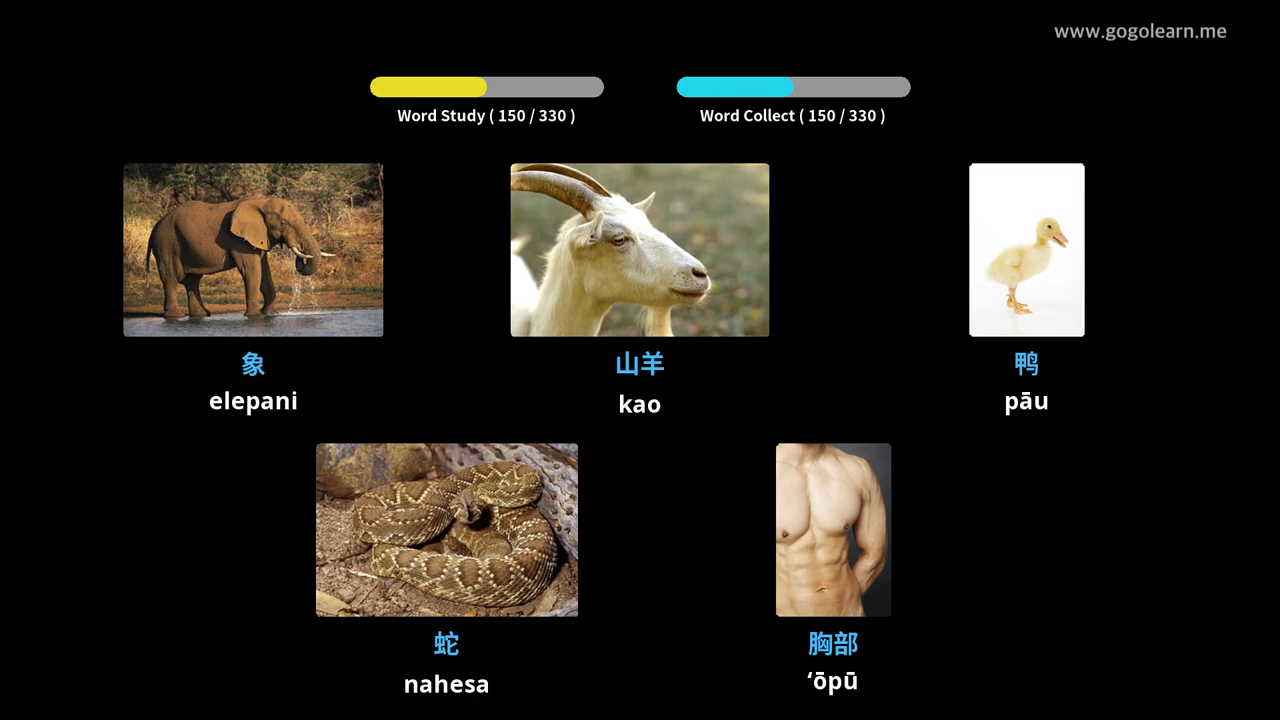 www.gogolearn.me
Word Study ( 150 / 330 )
Word Collect ( 150 / 330 )
象
elepani
山羊
kao
鸭
pāu
蛇
nahesa
胸部
ʻōpū